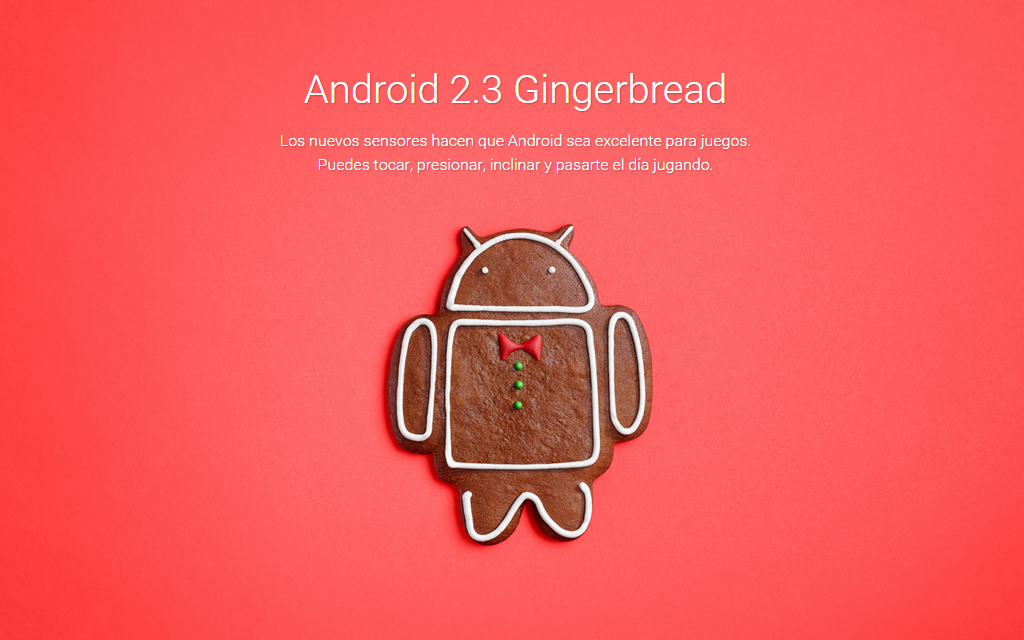 Android 2.3 Gingerbread
Los nuevos sensores hacen que Android sea excelente para juegos.
Puedes tocar, presionar, inclinar y pasarte el día jugando.